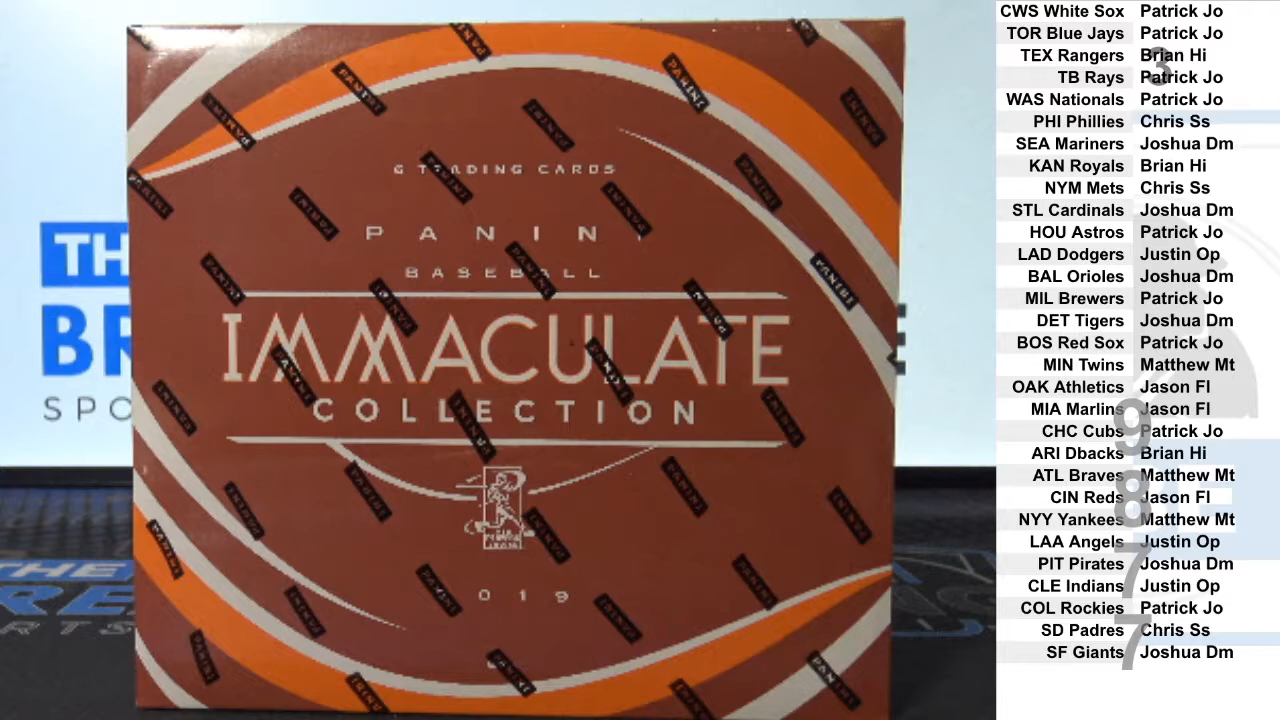 6 TRADING CARDS
PANINI
BASEBALL
IMMACULATE
COLLECTION
019
PANINI
CWS White Sox Patrick Jo
TOR Blue Jays Patrick Jo
TEX Rangers Brian Hi
TB Rays Patrick Jo
WAS Nationals Patrick Jo
PHI Phillies Chris Ss
SEA Mariners Joshua Dm
KAN Royals Brian Hi
NYM Mets Chris Ss
STL Cardinals Joshua Dm
HOU Astros Patrick Jo
LAD Dodgers Justin Op
BAL Orioles Joshua Dm
MIL Brewers Patrick Jo
DET Tigers Joshua Dm
BOS Red Sox Patrick Jo
MIN Twins Matthew Mt
OAK Athletics Jason Fl
MIA Marlins Jason Fl
CHC Cubs Patrick Jo
ARI Dbacks Brian Hi
ATL Braves Matthew Mt
CIN Reds Jason Fl
NYY Yankees Matthew Mt
LAA Angels Justin Op
PIT Pirates Joshua Dm
CLE Indians Justin Op
COL Rockies Patrick Jo
SD Padres Chris Ss
SF Giants Joshua Dm
3
9
8
7
7